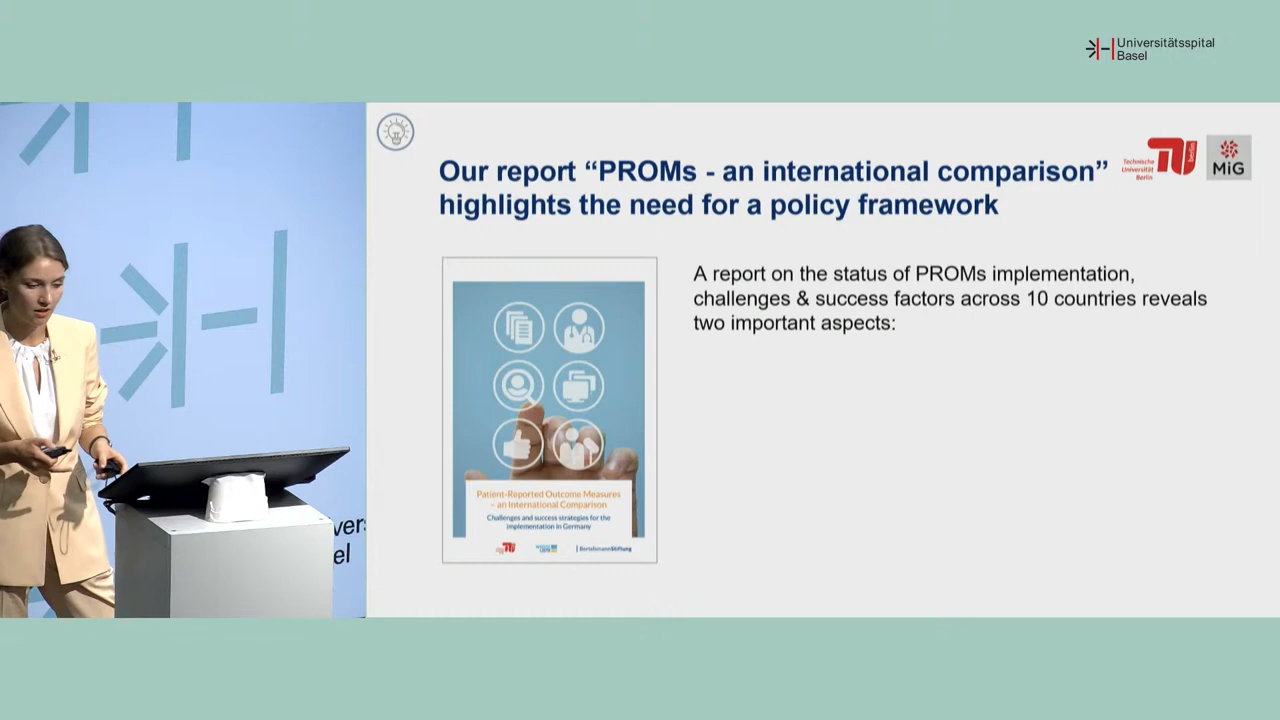 Universitätsspital
Basel
Our report “PROMs - an international comparison”
highlights the need for a policy framework
Technische
Universität
Berlin
berlin
MiG
A report on the status of PROMs implementation,
challenges & success factors across 10 countries reveals
two important aspects:
Patient-Reported Outcome Measures
– an International Comparison
Challenges and success strategies for the
implementation in Germany
BertelsmannStiftung
ver
el